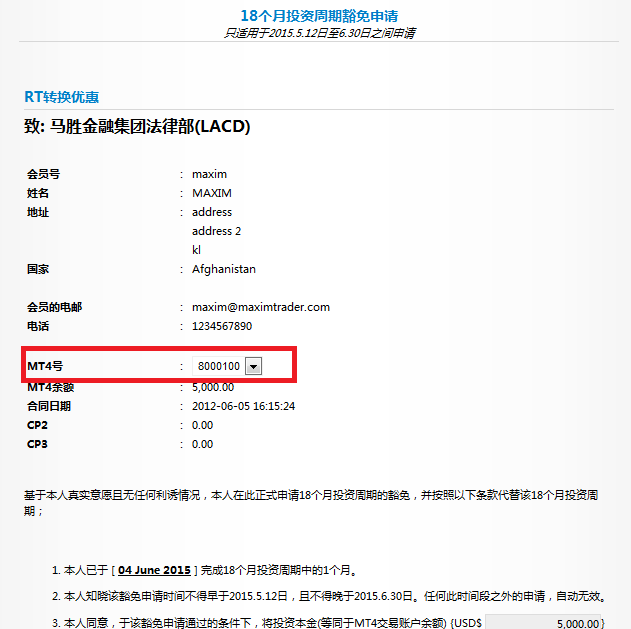 18个月投资周期豁免申请
只适用于2015.5.12日至6.30日之间申请
RT转换优惠
致: 马胜金融集团法律部(LACD)
会员号 : maxim
姓名 : MAXIM
地址 : address
address 2
kl
国家 : Afghanistan
会员的电邮 : maxim@maximtrader.com
电话 : 1234567890
MT4号 : 8000100
MT4余额 : 5,000.00
合同日期 : 2012-06-05 16:15:24
CP2 : 0.00
CP3 : 0.00
基于本人真实意愿且无任何利诱情况，本人在此正式申请18个月投资周期的豁免，并按照以下条款代替该18个月投资周
期；
1. 本人已于 [ 04 June 2015 ] 完成18个月投资周期中的1个月。
2. 本人知晓该豁免申请时间不得早于2015.5.12日，且不得晚于2015.6.30日。任何此时间段之外的申请，自动无效。
3. 本人同意，于该豁免申请通过的条件下，将投资本金(等同于MT4交易账户余额) {USD$ 5,000.00}